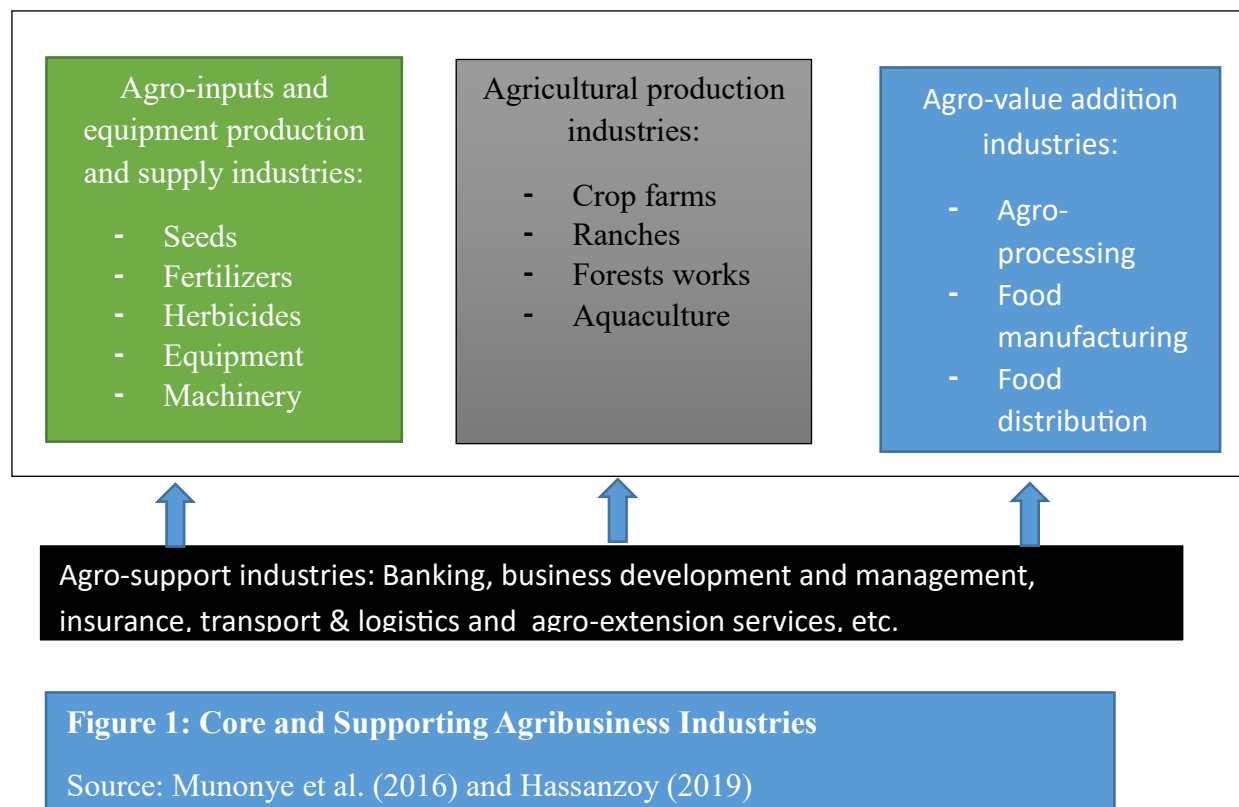 Agro-inputs and
equipment production
and supply industries:
- Seeds
- Fertilizers
- Herbicides
- Equipment
- Machinery
Agricultural production
industries:
- Crop farms
- Ranches
- Forests works
- Aquaculture
Agro-value addition
industries:
- Agro-
processing
- Food
manufacturing
- Food
distribution
Agro-support industries: Banking, business development and management,
insurance, transport & logistics and agro-extension services, etc.
Figure 1: Core and Supporting Agribusiness Industries
Source: Munonye et al. (2016) and Hassanzoy (2019)